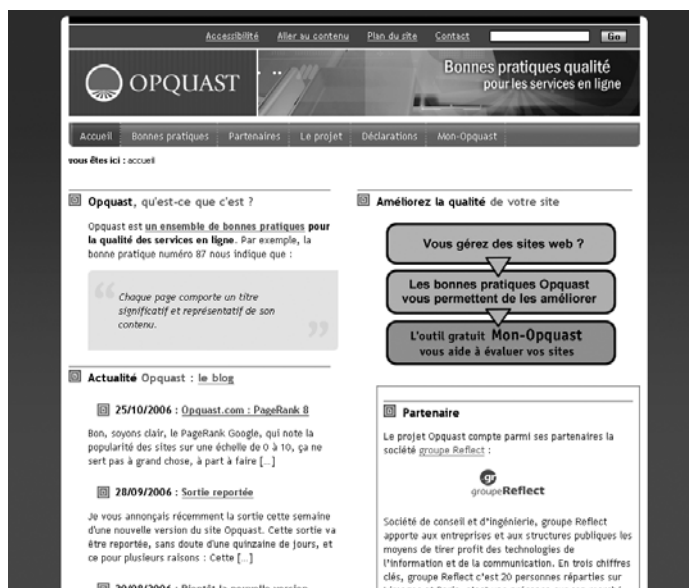 Accessibilité Aller au contenu Plan du site Contact Go
OPQUAST
Bonnes pratiques qualité
pour les services en ligne
Accueil Bonnes pratiques Partenaires Le projet Déclarations Mon-Opquast
vous êtes ici : accueil
Opquast, qu'est-ce que c'est ?
Opquast est un ensemble de bonnes pratiques pour
la qualité des services en ligne. Par exemple, la
bonne pratique numéro 87 nous indique que :
Chaque page comporte un titre
significatif et représentatif de son
contenu.
Actualité Opquast : le blog
25/10/2006 : Opquast.com : PageRank 8
Bon, soyons clair, le PageRank Google, qui note la
popularité des sites sur une échelle de 0 à 10, ça ne
sert pas à grand chose, à part à faire [...]
28/09/2006 : Sortie reportée
Je vous annonçais récemment la sortie cette semaine
d'une nouvelle version du site Opquast. Cette sortie va
être reportée, sans doute d'une quinzaine de jours, et
ce pour plusieurs raisons : Cette [...]
Améliorez la qualité de votre site
Vous gérez des sites web ?
Les bonnes pratiques Opquast
vous permettent de les améliorer
L'outil gratuit Mon-Opquast
vous aide à évaluer vos sites
Partenaire
Le projet Opquast compte parmi ses partenaires la
société groupe Reflect :
gr
groupeReflect
Société de conseil et d'ingénierie, groupe Reflect
apporte aux entreprises et aux structures publiques les
moyens de tirer profit des technologies de
l'information et de la communication. En trois chiffres
clés, groupe Reflect c'est 20 personnes réparties sur